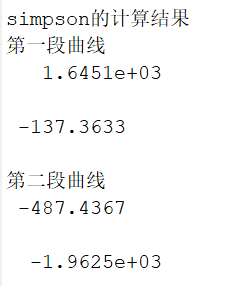 simpson的计算结果
第一段曲线
1.6451e+03
-137.3633
第二段曲线
-487.4367
-1.9625e+03